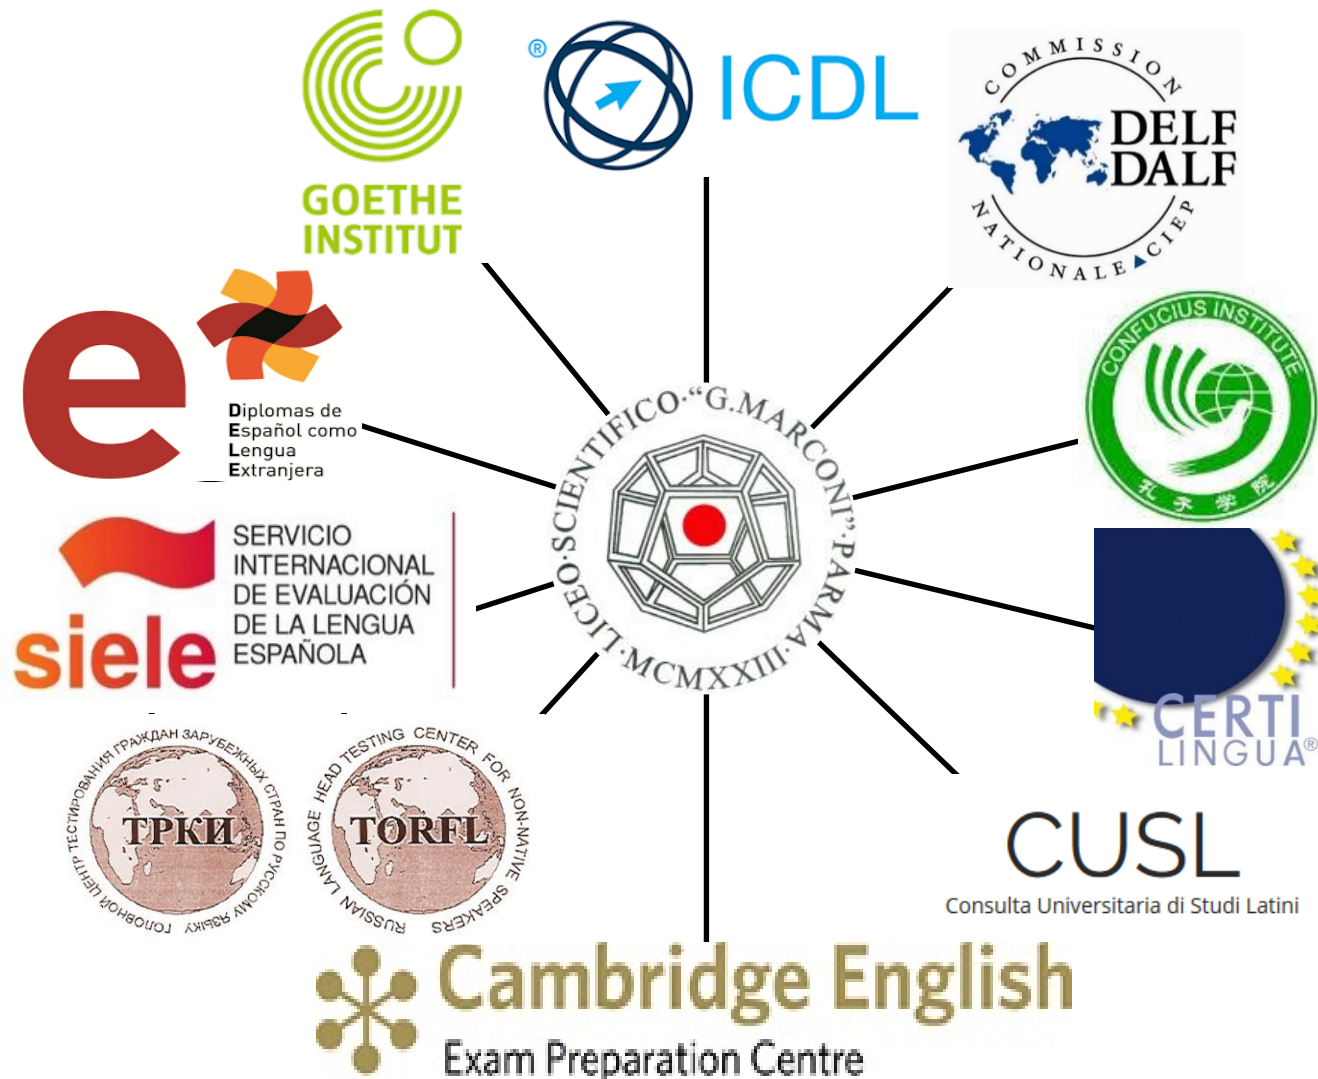 GOETHE
INSTITUT
® ICDL
COMMISSION
DELF
DALF
NATIONALE CIEP
e
Diplomas de
Español como
Lengua
Extranjera
CONFUCIUS INSTITUTE
孔子学院
LICEO·SCIENTIFICO·“G.MARCONI”·PARMA·
MCMXXIII·
siele
SERVICIO
INTERNACIONAL
DE EVALUACIÓN
DE LA LENGUA
ESPAÑOLA
CERTI
LINGUA®
ГОЛОВНОЙ ЦЕНТР ТЕСТИРОВАНИЯ ГРАЖДАН ЗАРУБЕЖНЫХ СТРАН ПО РУССКОМУ ЯЗЫКУ
ТРКИ
RUSSIAN LANGUAGE HEAD TESTING CENTER FOR NON-NATIVE SPEAKERS
TORFL
CUSL
Consulta Universitaria di Studi Latini
Cambridge English
Exam Preparation Centre